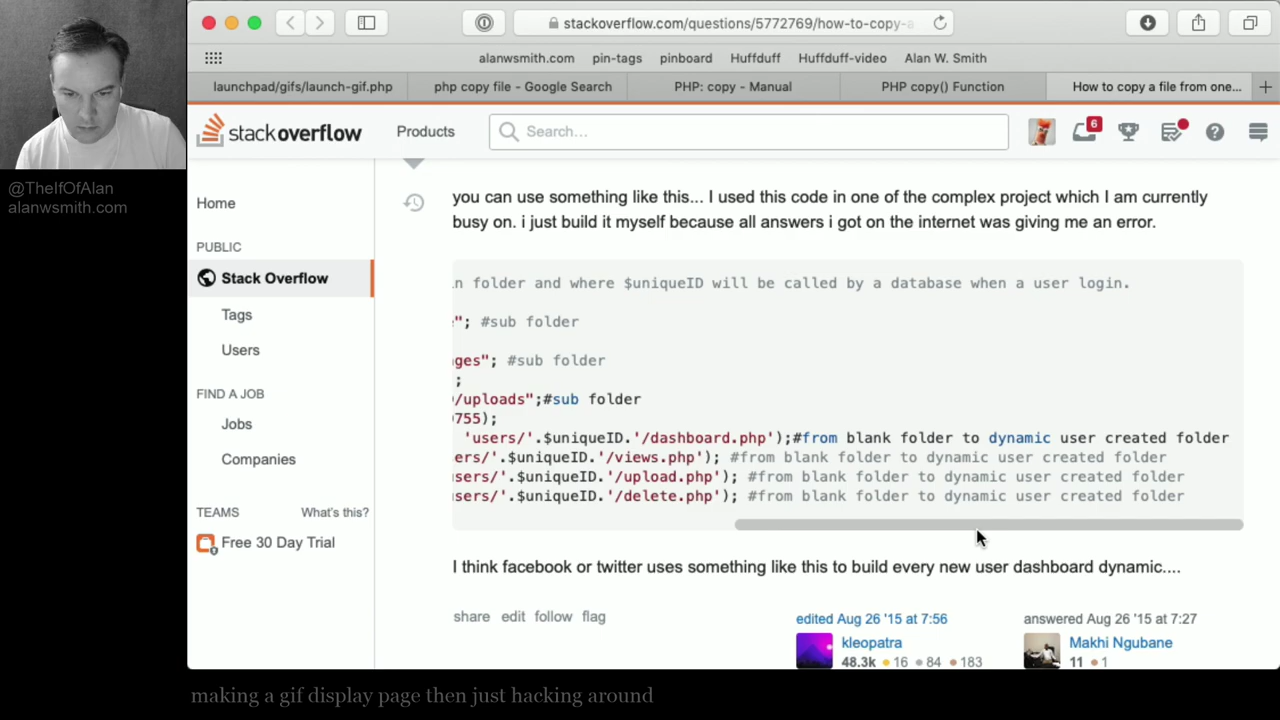 stackoverflow.com/questions/5772769/how-to-copy-a
alanwsmith.com pin-tags pinboard Huffduff Huffduff-video Alan W. Smith
launchpad/gifs/launch-gif.php php copy file - Google Search PHP: copy - Manual PHP copy() Function How to copy a file from one...
stackoverflow Products Search... 6
@TheIfOfAlan
alanwsmith.com
Home
PUBLIC
Stack Overflow
Tags
Users
FIND A JOB
Jobs
Companies
TEAMS What's this?
Free 30 Day Trial
you can use something like this... I used this code in one of the complex project which I am currently
busy on. i just build it myself because all answers i got on the internet was giving me an error.
in folder and where $uniqueID will be called by a database when a user login.
"; #sub folder
ges"; #sub folder
;
/uploads";#sub folder
755);
'users/'.$uniqueID.'/dashboard.php');#from blank folder to dynamic user created folder
ers/'.$uniqueID.'/views.php'); #from blank folder to dynamic user created folder
sers/'.$uniqueID.'/upload.php'); #from blank folder to dynamic user created folder
sers/'.$uniqueID.'/delete.php'); #from blank folder to dynamic user created folder
I think facebook or twitter uses something like this to build every new user dashboard dynamic....
share edit follow flag
edited Aug 26 '15 at 7:56
kleopatra
48.3k 16 84 183
answered Aug 26 '15 at 7:27
Makhi Ngubane
11 1
making a gif display page then just hacking around